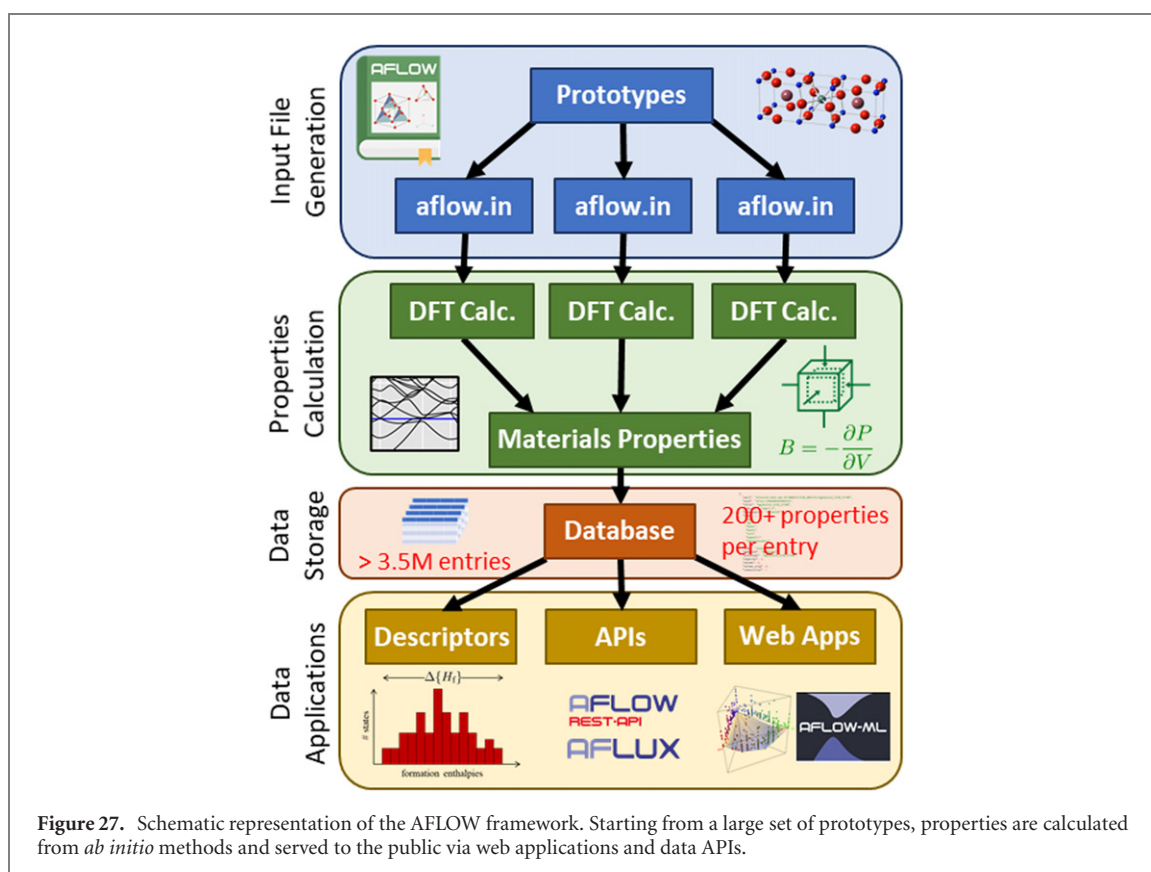 Input File
Generation
AFLOW
Prototypes
aflow.in
aflow.in
aflow.in
Properties
Calculation
DFT Calc.
DFT Calc.
DFT Calc.
Materials Properties
B = −∂P/∂V
Data
Storage
> 3.5M entries
Database
200+ properties
per entry
Data
Applications
Descriptors
APIs
Web Apps
Δ{H_f}
# states
formation enthalpies
AFLOW
REST-API
AFLUX
AFLOW-ML
Figure 27. Schematic representation of the AFLOW framework. Starting from a large set of prototypes, properties are calculated
from ab initio methods and served to the public via web applications and data APIs.